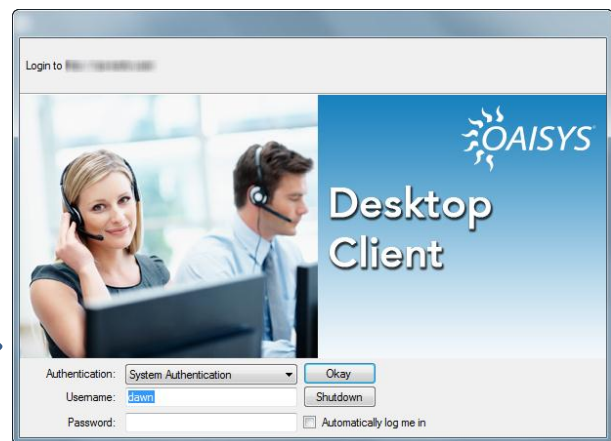 Login to
OAISYS
Desktop
Client
Authentication: System Authentication Okay
Username: dawn Shutdown
Password: Automatically log me in